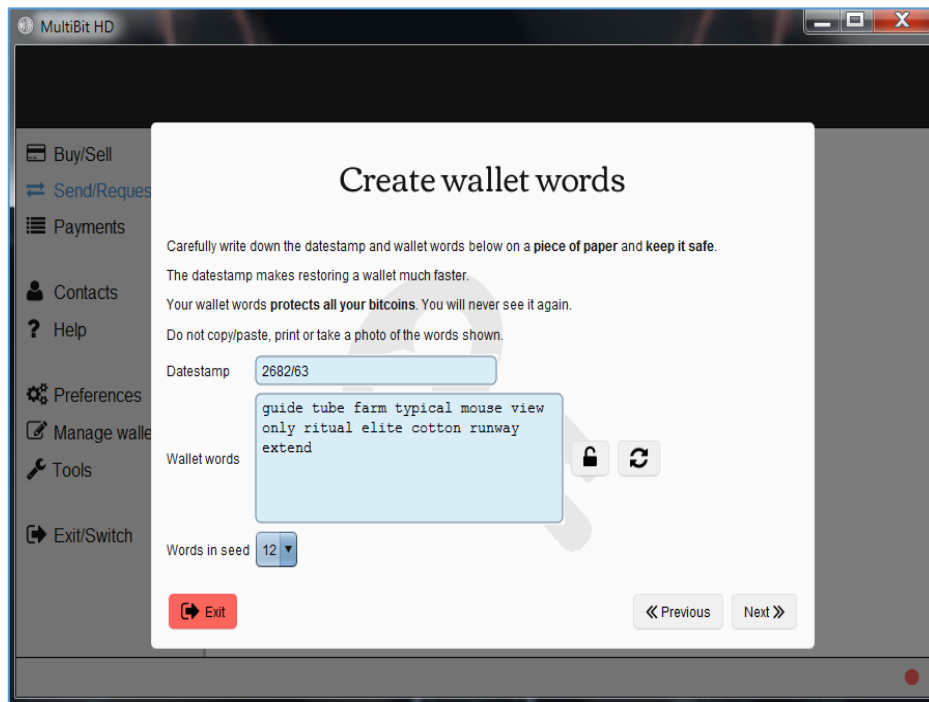 MultiBit HD
Buy/Sell
Send/Reques
Payments
Contacts
Help
Preferences
Manage walle
Tools
Exit/Switch
Create wallet words
Carefully write down the datestamp and wallet words below on a piece of paper and keep it safe.
The datestamp makes restoring a wallet much faster.
Your wallet words protects all your bitcoins. You will never see it again.
Do not copy/paste, print or take a photo of the words shown.
Datestamp 2682/63
Wallet words
guide tube farm typical mouse view
only ritual elite cotton runway
extend
Words in seed 12
Exit
Previous
Next